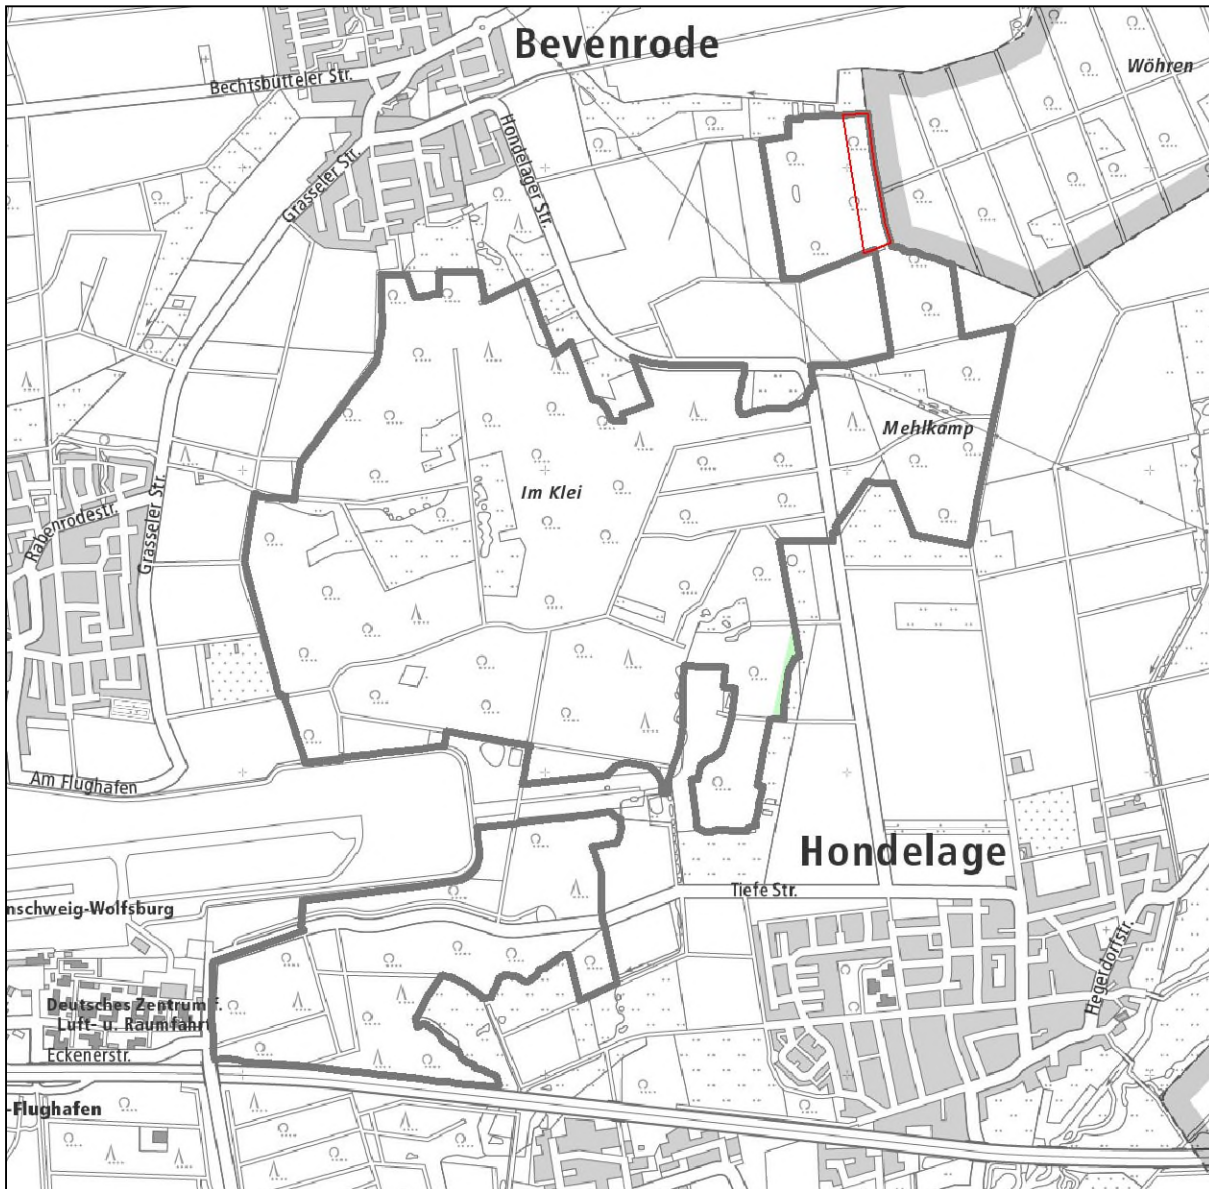 Bevenrode
Wöhren
Bechtsbütteler Str.
Hondelager Str.
Grasseler Str.
Mehlkamp
Im Klei
Rabenrodestr.
Grasseler Str.
Am Flughafen
Hondelage
Tiefe Str.
nschweig-Wolfsburg
Hegerdorfstr.
Deutsches Zentrum f.
Luft- u. Raumfahrt
Eckenerstr.
-Flughafen